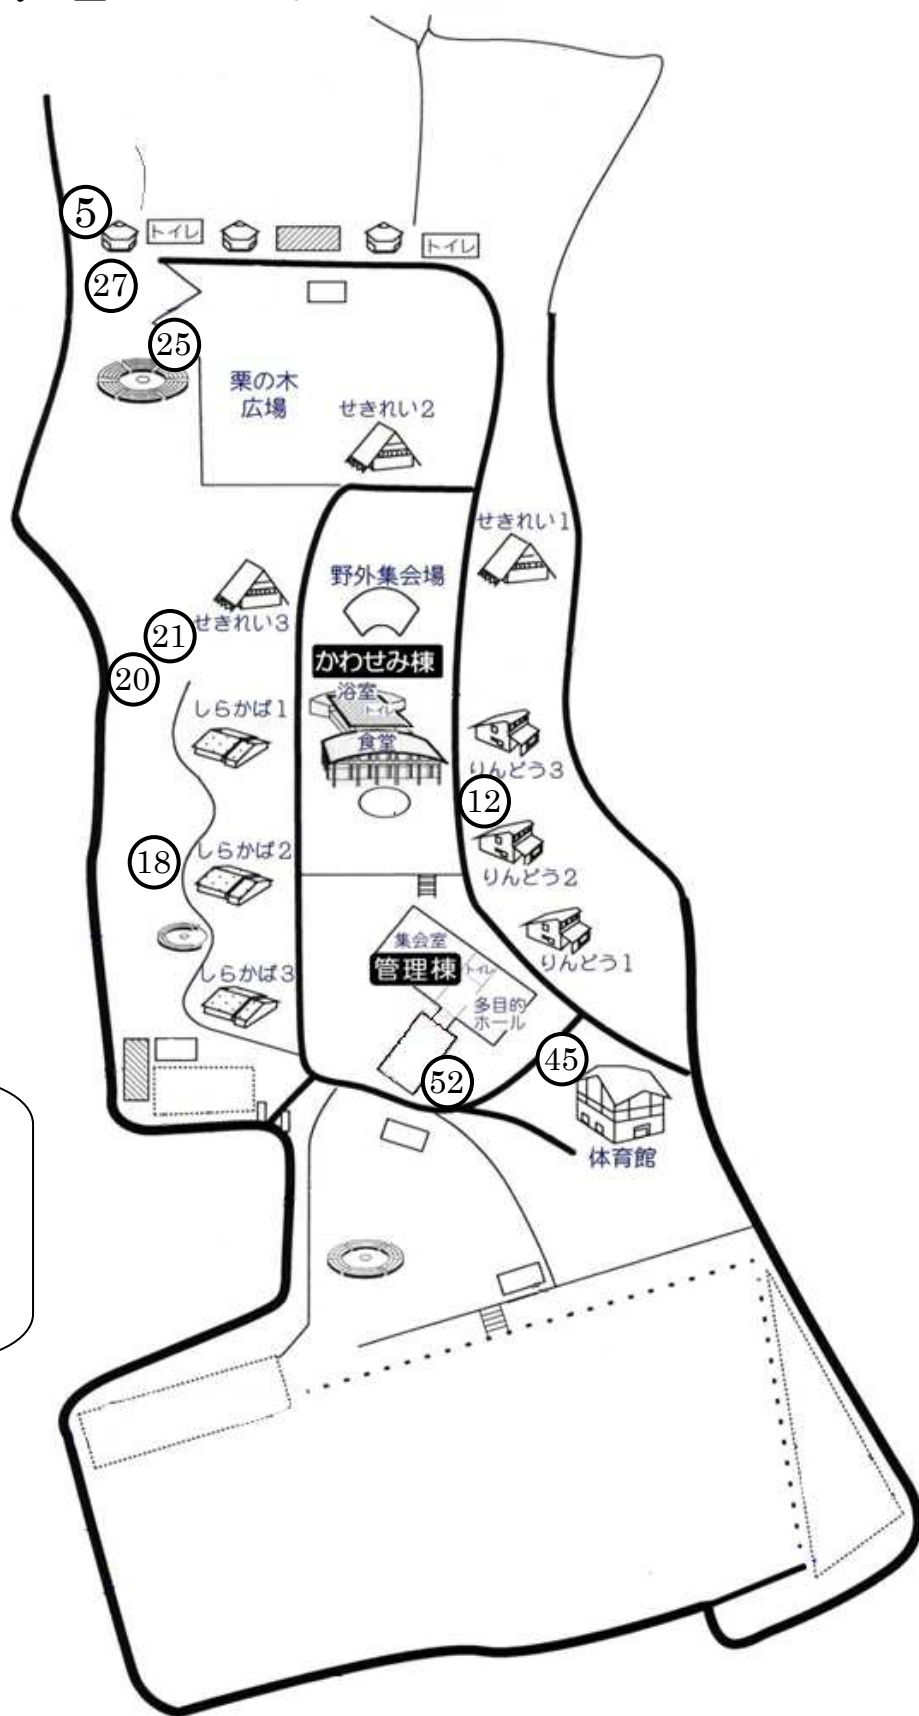 5
トイレ
トイレ
27
25
栗の木
広場
せきれい2
せきれい1
野外集会場
せきれい3
21
かわせみ棟
20
浴室
トイレ
しらかば1
食堂
りんどう3
12
しらかば2
18
りんどう2
集会室
管理棟
トイレ
りんどう1
しらかば3
多目的
ホール
45
52
体育館